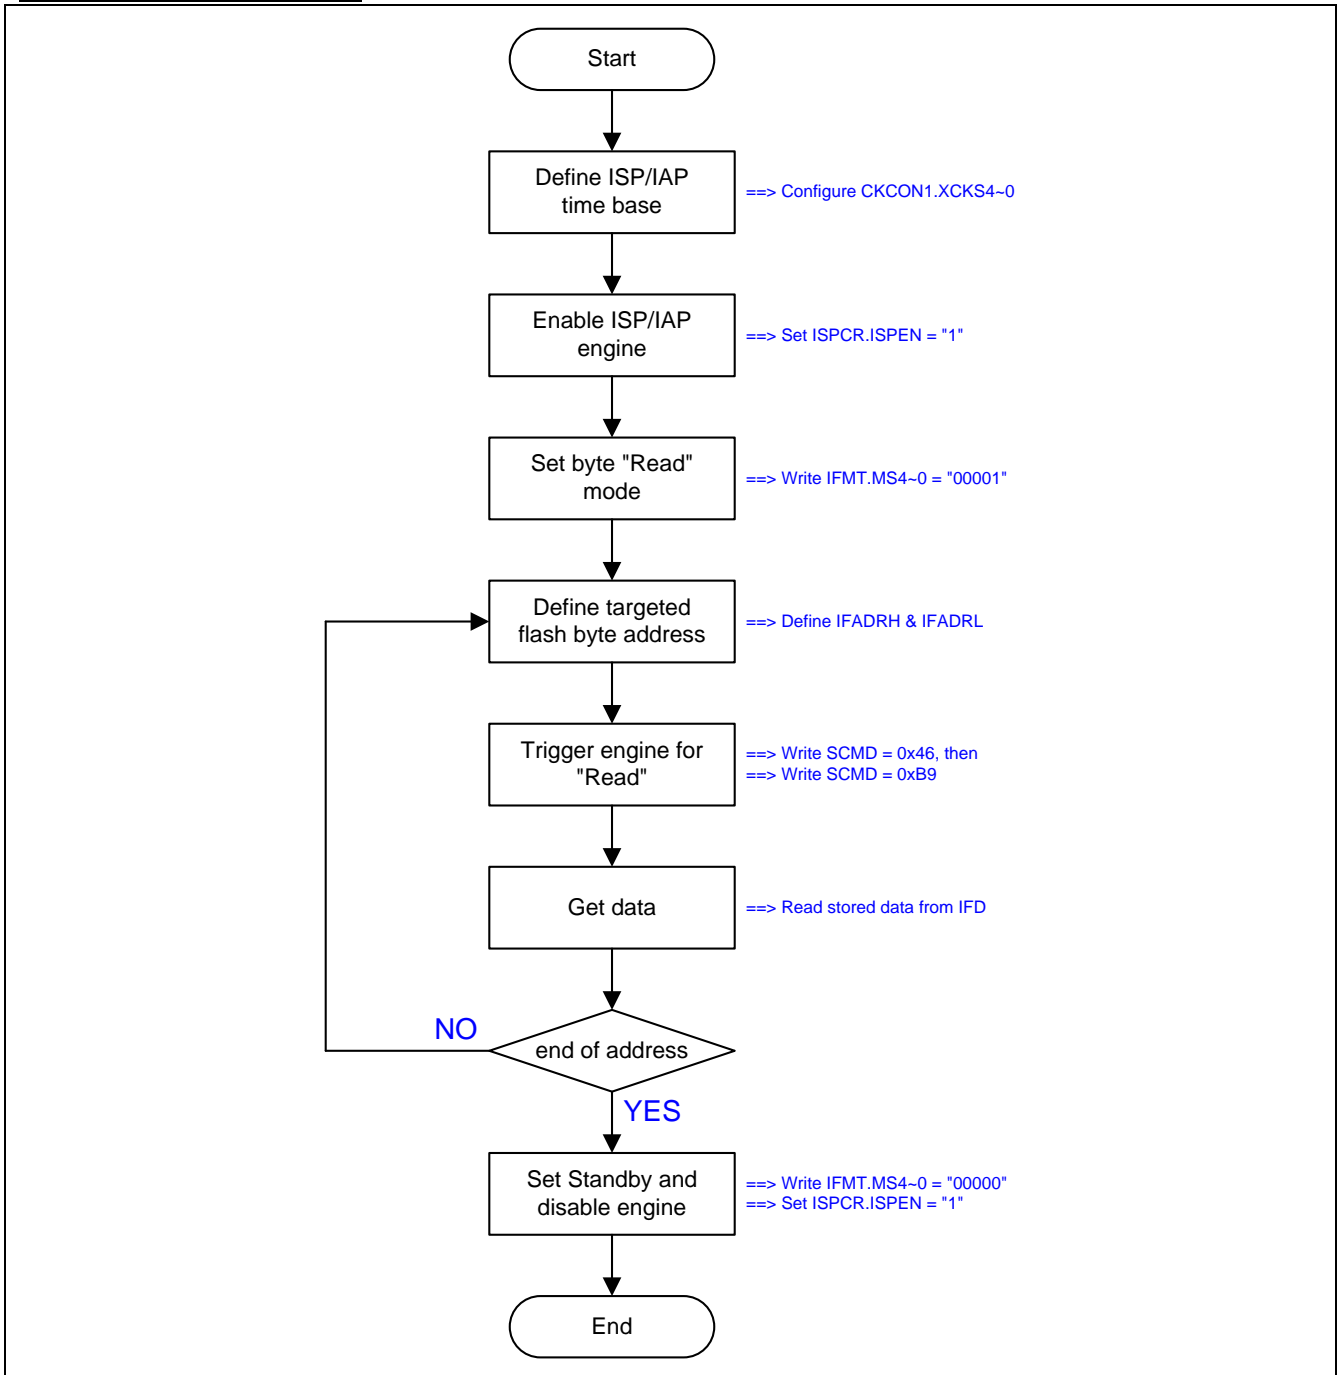 Start
Define ISP/IAP
time base
==> Configure CKCON1.XCKS4~0
Enable ISP/IAP
engine
==> Set ISPCR.ISPEN = "1"
Set byte "Read"
mode
==> Write IFMT.MS4~0 = "00001"
Define targeted
flash byte address
==> Define IFADRH & IFADRL
Trigger engine for
"Read"
==> Write SCMD = 0x46, then
==> Write SCMD = 0xB9
Get data
==> Read stored data from IFD
NO
end of address
YES
Set Standby and
disable engine
==> Write IFMT.MS4~0 = "00000"
==> Set ISPCR.ISPEN = "1"
End